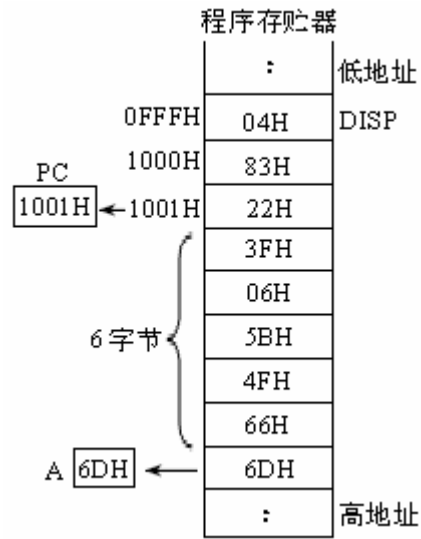 程序存贮器
: 低地址
0FFFH 04H DISP
1000H 83H
PC
1001H 1001H 22H
3FH
06H
6字节 5BH
4FH
66H
A 6DH 6DH
: 高地址